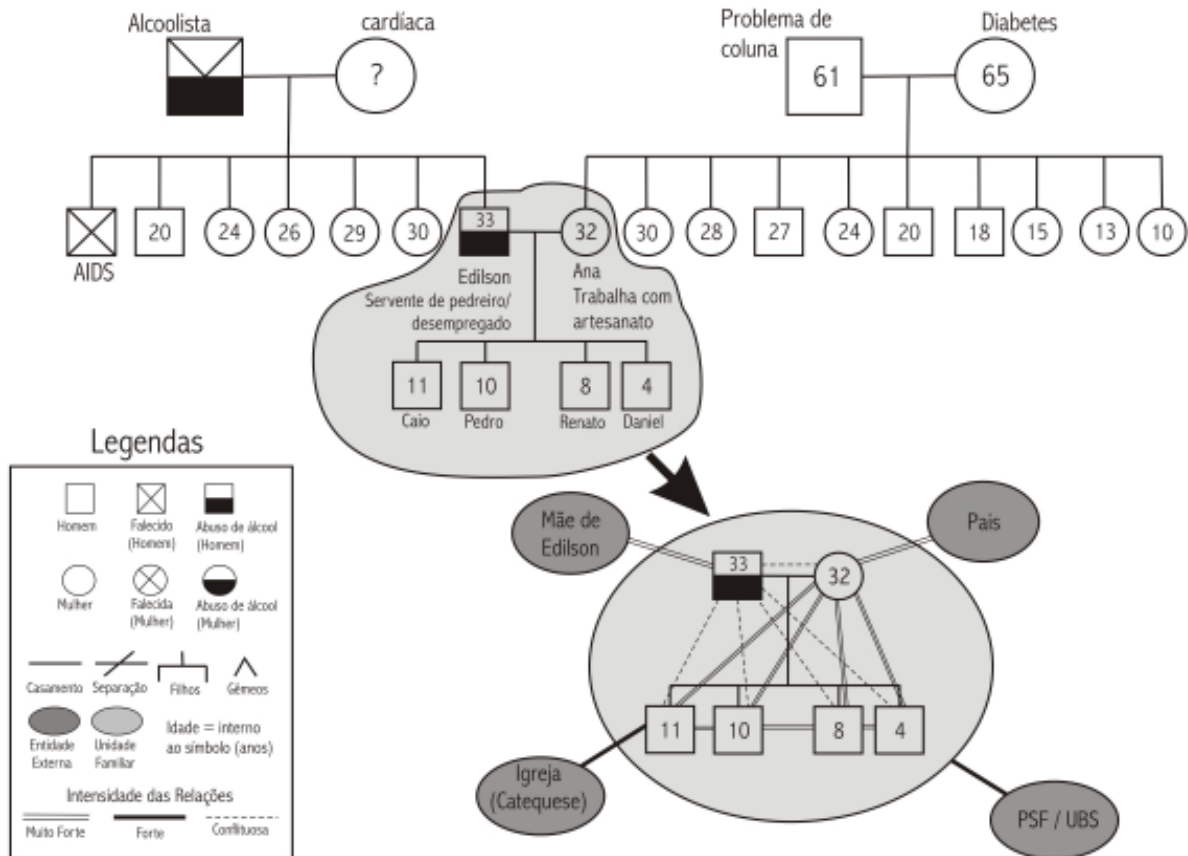 Alcoolista
cardíaca
Problema de
coluna
Diabetes
?
61
65
20
24
26
29
30
33
32
30
28
27
24
20
18
15
13
10
AIDS
Edilson
Servente de pedreiro/
desempregado
Ana
Trabalha com
artesanato
11
10
8
4
Caio
Pedro
Renato
Daniel
Legendas
Homem
Falecido
(Homem)
Abuso de álcool
(Homem)
Mulher
Falecida
(Mulher)
Abuso de álcool
(Mulher)
Casamento
Separação
Filhos
Gêmeos
Entidade
Externa
Unidade
Familiar
Idade = interno
ao símbolo (anos)
Intensidade das Relações
Muito Forte
Forte
Conflituosa
Mãe de
Edilson
Pais
33
32
11
10
8
4
Igreja
(Catequese)
PSF / UBS